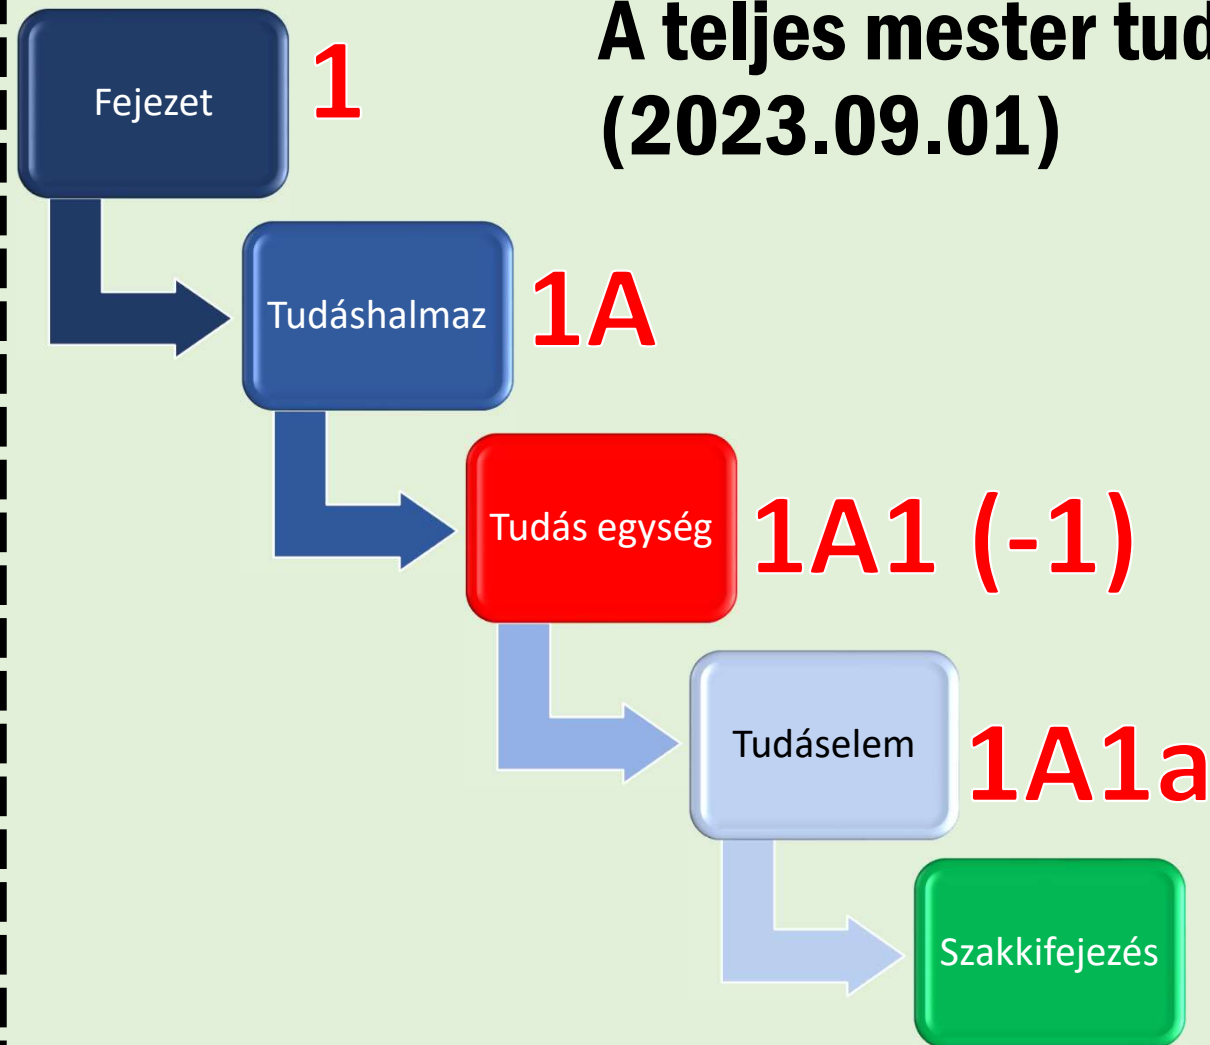 A teljes mester tud
(2023.09.01)
Fejezet
1
Tudáshalmaz
1A
Tudás egység
1A1 (-1)
Tudáselem
1A1a
Szakkifejezés